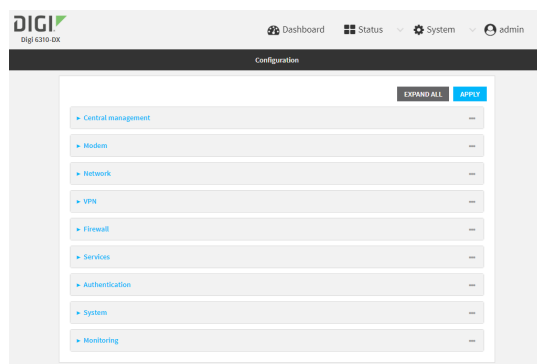 DIGI
Digi 6310-DX
Dashboard Status System admin
Configuration
EXPAND ALL APPLY
Central management
Modem
Network
VPN
Firewall
Services
Authentication
System
Monitoring